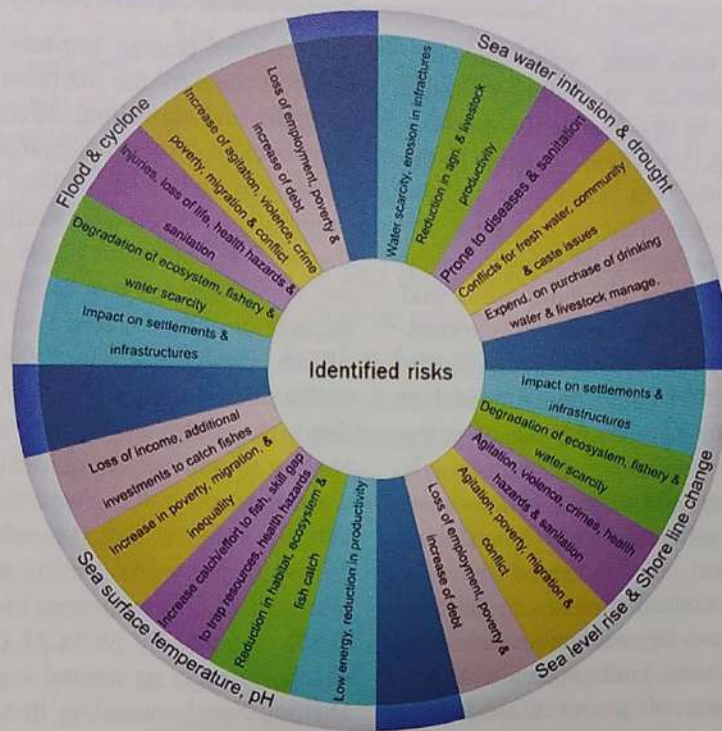 Identified risks
Sea water intrusion & drought
Water scarcity, erosion in infractures
Reduction in agn. & livestock
productivity
Prone to diseases & sanitation
Conflicts for fresh water, community
& caste issues
Expend. on purchase of drinking
water & livestock manage.
Sea level rise & Shore line change
Impact on settlements &
infrastructures
Degradation of ecosystem, fishery &
water scarcity
Agitation, violence, crimes, health
hazards & sanitation
Agitation, poverty, migration &
conflict
Loss of employment, poverty &
increase of debt
Sea surface temperature, pH
Low energy, reduction in productivity
Reduction in habitat, ecosystem &
fish catch
Increase catch/effort to fish, skill gap
to trap resources, health hazards
Increase in poverty, migration, &
inequality
Loss of income, additional
investments to catch fishes
Flood & cyclone
Impact on settlements &
infrastructures
Degradation of ecosystem, fishery &
water scarcity
Injuries, loss of life, health hazards &
sanitation
Increase of agitation, violence, crime
poverty, migration & conflict
Loss of employment, poverty &
increase of debt